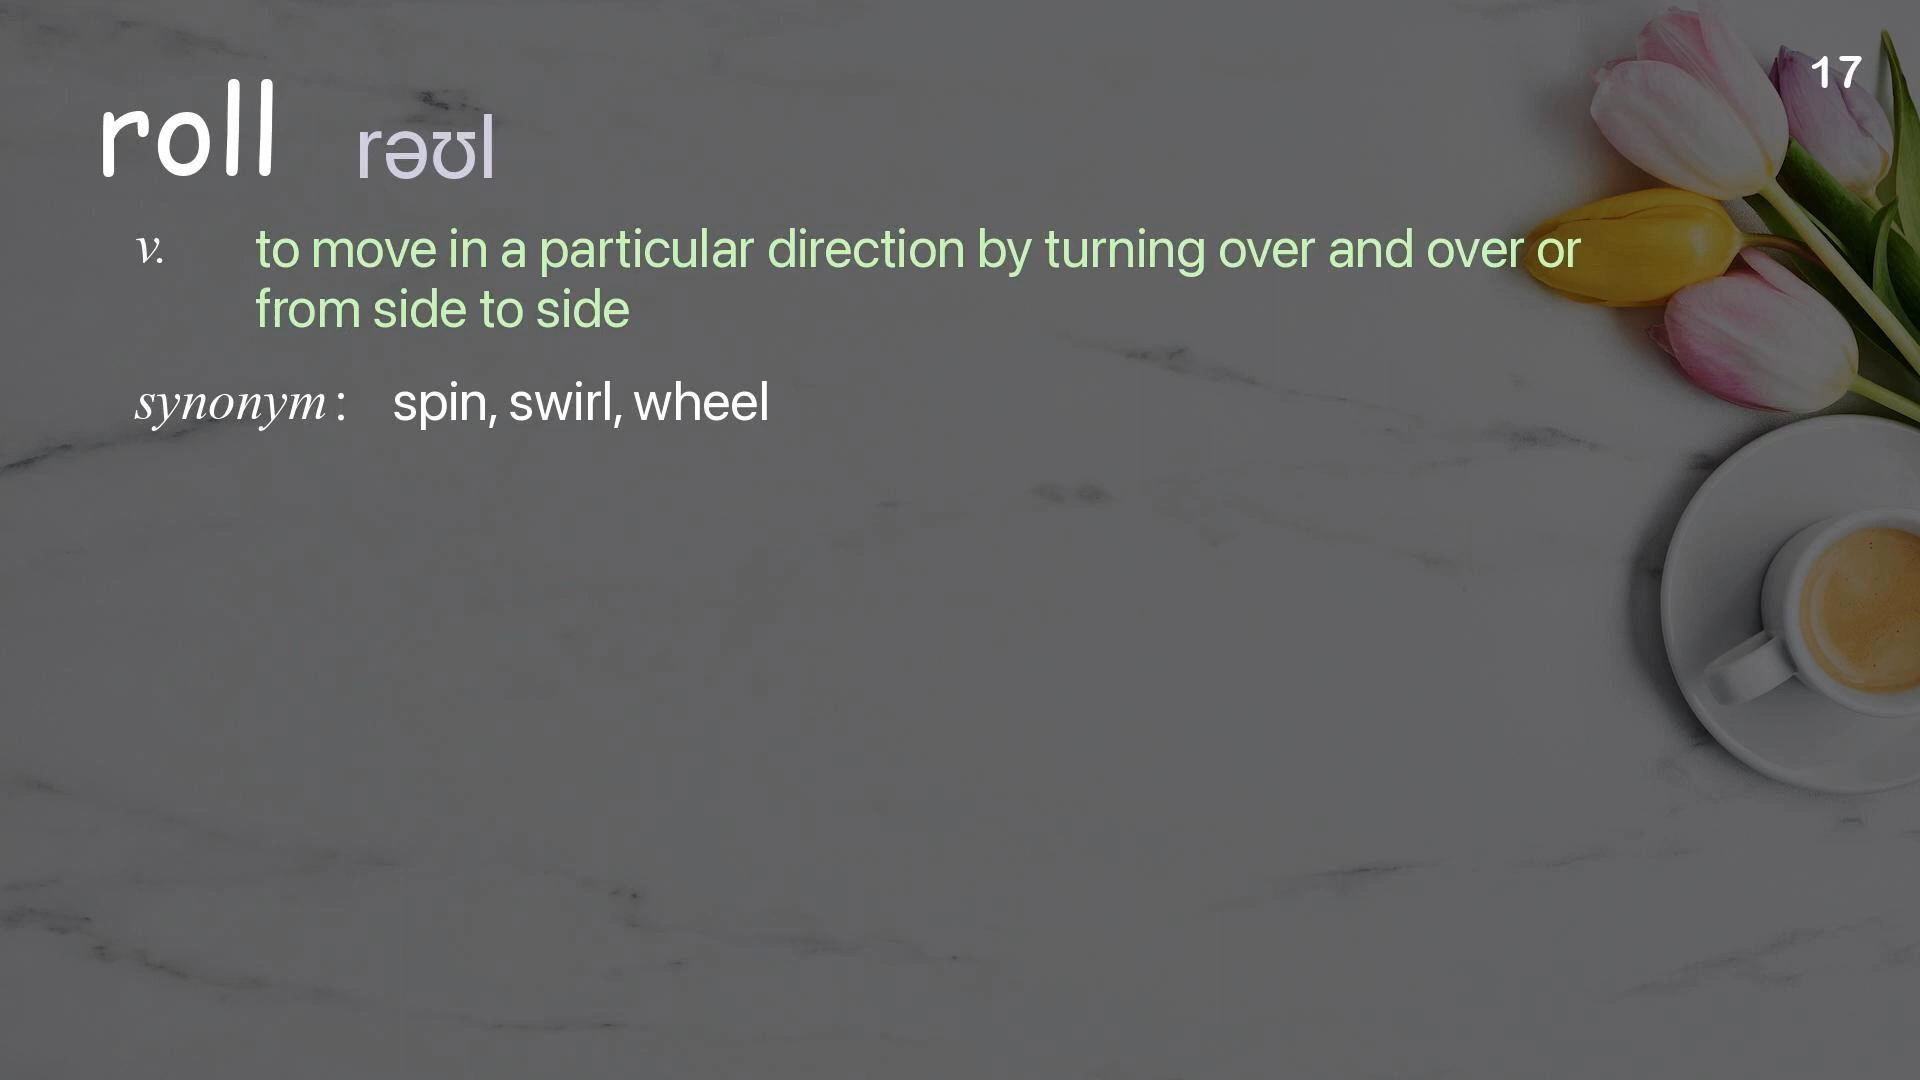 17
roll rəʊl
v. to move in a particular direction by turning over and over or
from side to side
synonym: spin, swirl, wheel